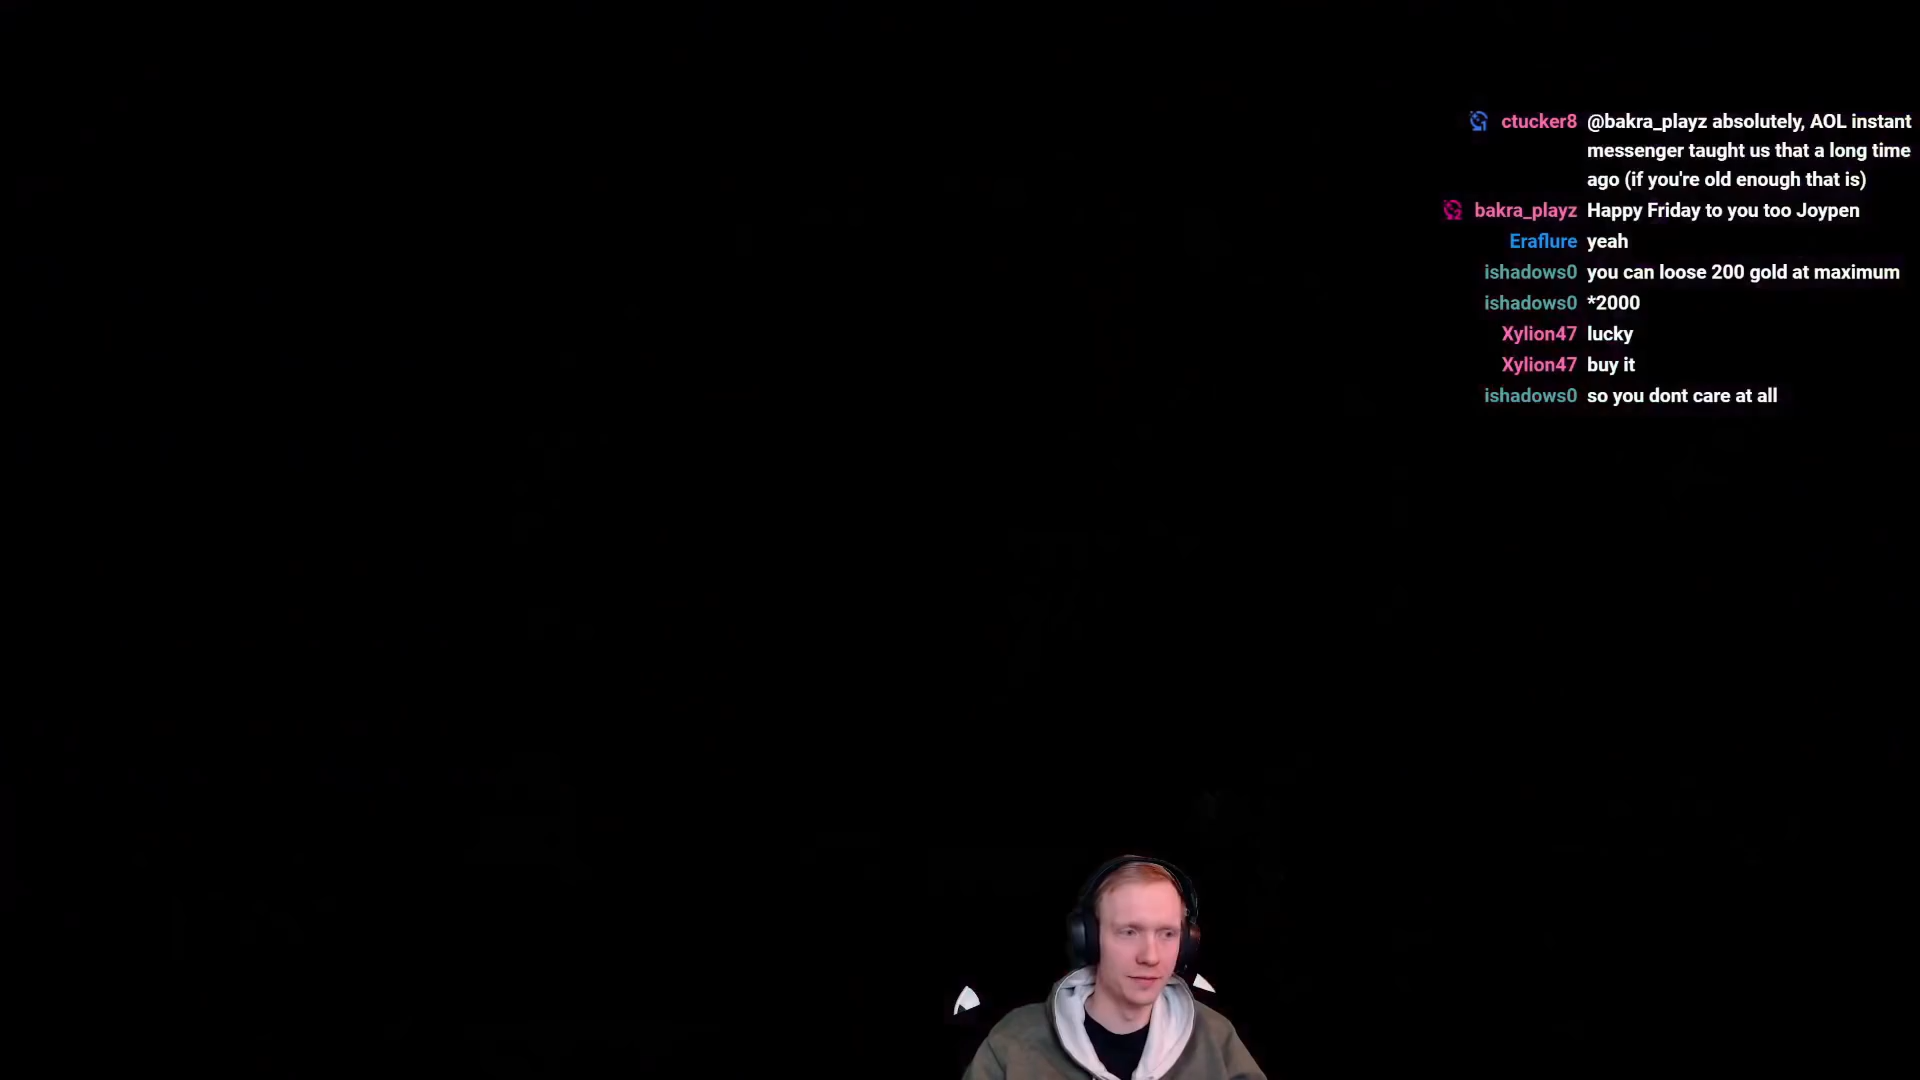 ctucker8 @bakra_playz absolutely, AOL instant
messenger taught us that a long time
ago (if you're old enough that is)
bakra_playz Happy Friday to you too Joypen
Eraflure yeah
ishadows0 you can loose 200 gold at maximum
ishadows0 *2000
Xylion47 lucky
Xylion47 buy it
ishadows0 so you dont care at all